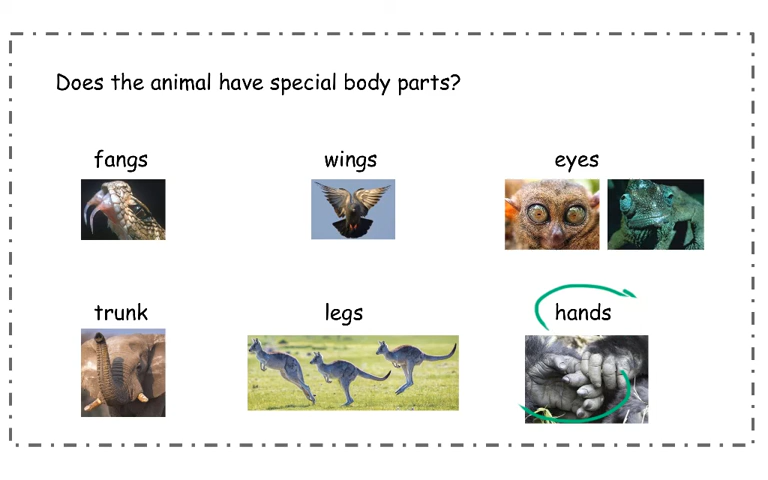 Does the animal have special body parts?
fangs wings eyes
trunk legs hands